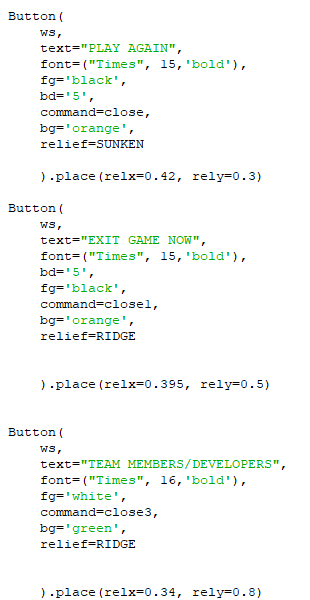 Button(
    ws,
    text="PLAY AGAIN",
    font=("Times", 15,'bold'),
    fg='black',
    bd='5',
    command=close,
    bg='orange',
    relief=SUNKEN
    ).place(relx=0.42, rely=0.3)
Button(
    ws,
    text="EXIT GAME NOW",
    font=("Times", 15,'bold'),
    bd='5',
    fg='black',
    command=close1,
    bg='orange',
    relief=RIDGE
    ).place(relx=0.395, rely=0.5)
Button(
    ws,
    text="TEAM MEMBERS/DEVELOPERS",
    font=("Times", 16,'bold'),
    fg='white',
    command=close3,
    bg='green',
    relief=RIDGE
    ).place(relx=0.34, rely=0.8)